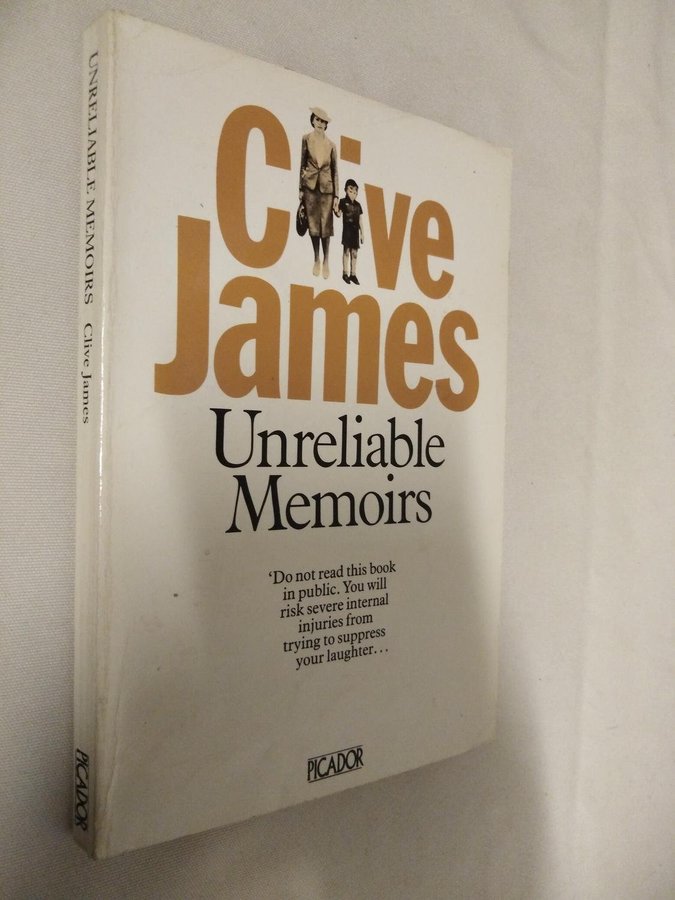 UNRELIABLE MEMOIRS Clive James
PICADOR
Clive
James
Unreliable
Memoirs
‘Do not read this book
in public. You will
risk severe internal
injuries from
trying to suppress
your laughter...
PICADOR